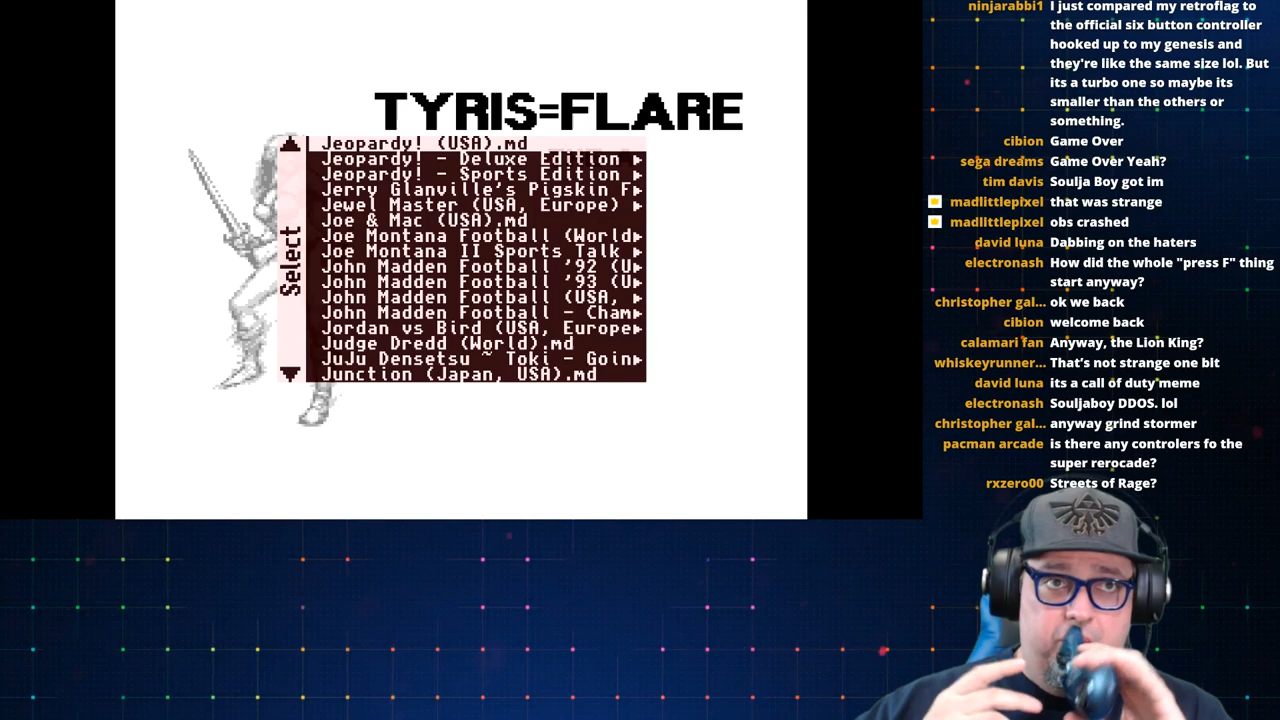 TYRIS=FLARE
Select
Jeopardy! (USA).md
Jeopardy! - Deluxe Edition
Jeopardy! - Sports Edition
Jerry Glanville's Pigskin F
Jewel Master (USA, Europe)
Joe & Mac (USA).md
Joe Montana Football (World
Joe Montana II Sports Talk
John Madden Football '92 (U
John Madden Football '93 (U
John Madden Football (USA,
John Madden Football - Cham
Jordan vs Bird (USA, Europe
Judge Dredd (World).md
JuJu Densetsu ~ Toki - Goin
Junction (Japan, USA).md
ninjarabbi1 I just compared my retroflag to
the official six button controller
hooked up to my genesis and
they're like the same size lol. But
its a turbo one so maybe its
smaller than the others or
something.
cibion Game Over
sega dreams Game Over Yeah?
tim davis Soulja Boy got im
madlittlepixel that was strange
madlittlepixel obs crashed
david luna Dabbing on the haters
electronash How did the whole "press F" thing
start anyway?
christopher gal... ok we back
cibion welcome back
calamari fan Anyway, the Lion King?
whiskeyrunner... That's not strange one bit
david luna its a call of duty meme
electronash Souljaboy DDOS. lol
christopher gal... anyway grind stormer
pacman arcade is there any controlers fo the
super rerocade?
rxzero00 Streets of Rage?